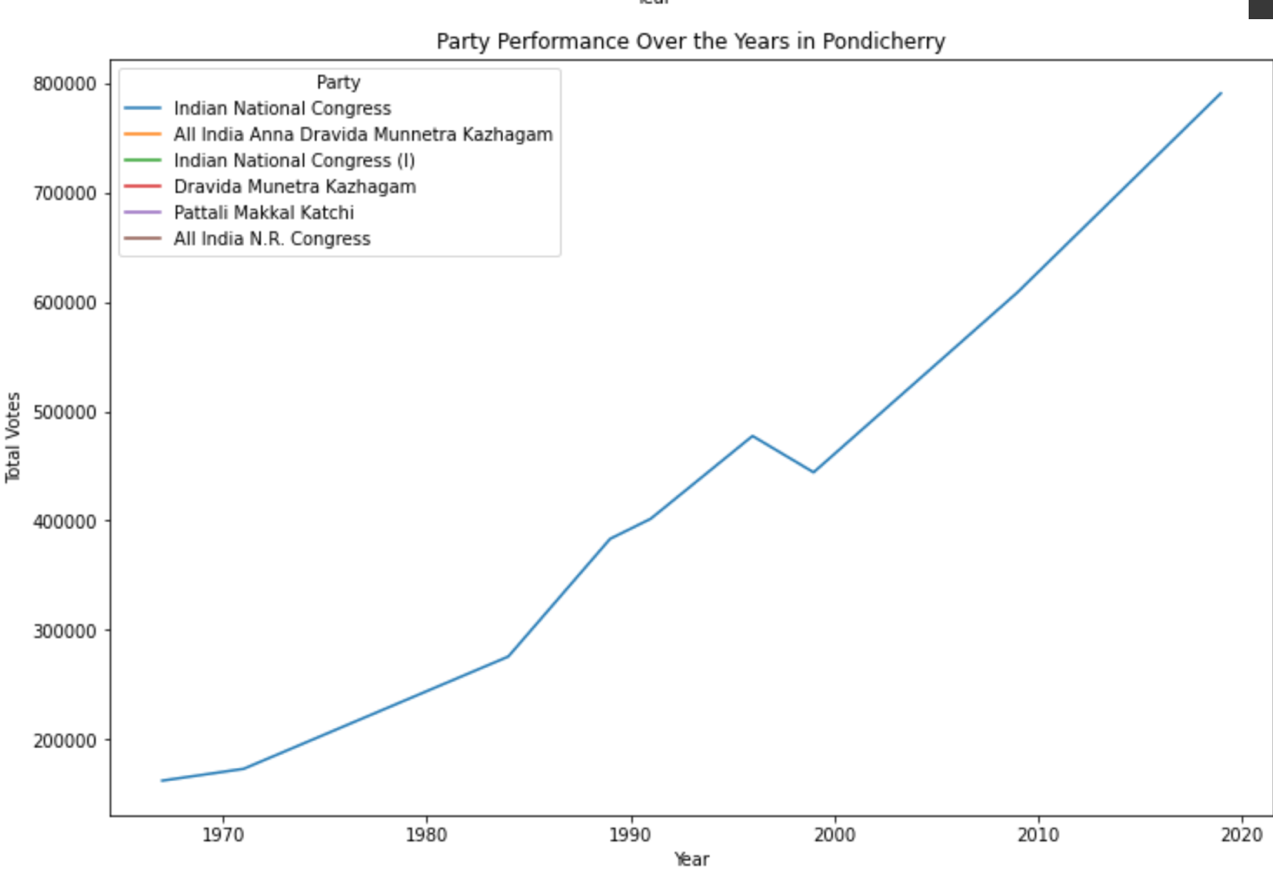 Year
Party Performance Over the Years in Pondicherry
Party
Indian National Congress
All India Anna Dravida Munnetra Kazhagam
Indian National Congress (I)
Dravida Munetra Kazhagam
Pattali Makkal Katchi
All India N.R. Congress
800000
700000
600000
500000
400000
300000
200000
Total Votes
1970 1980 1990 2000 2010 2020
Year